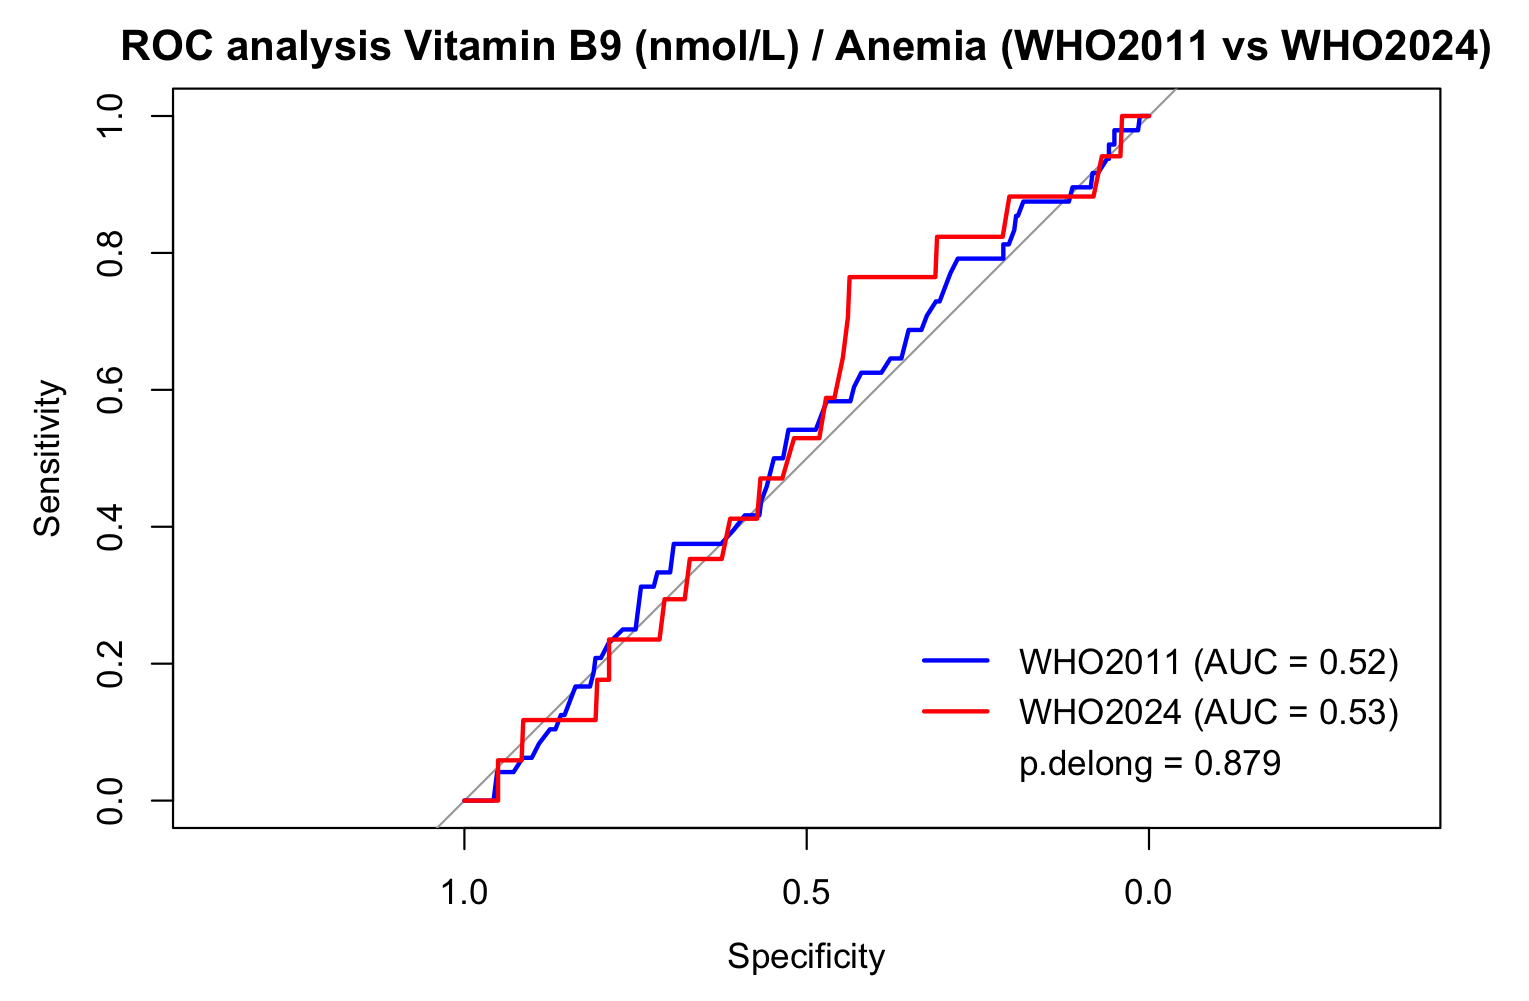 ROC analysis Vitamin B9 (nmol/L) / Anemia (WHO2011 vs WHO2024)
Sensitivity
1.0
0.8
0.6
0.4
0.2
0.0
WHO2011 (AUC = 0.52)
WHO2024 (AUC = 0.53)
p.delong = 0.879
1.0 0.5 0.0
Specificity